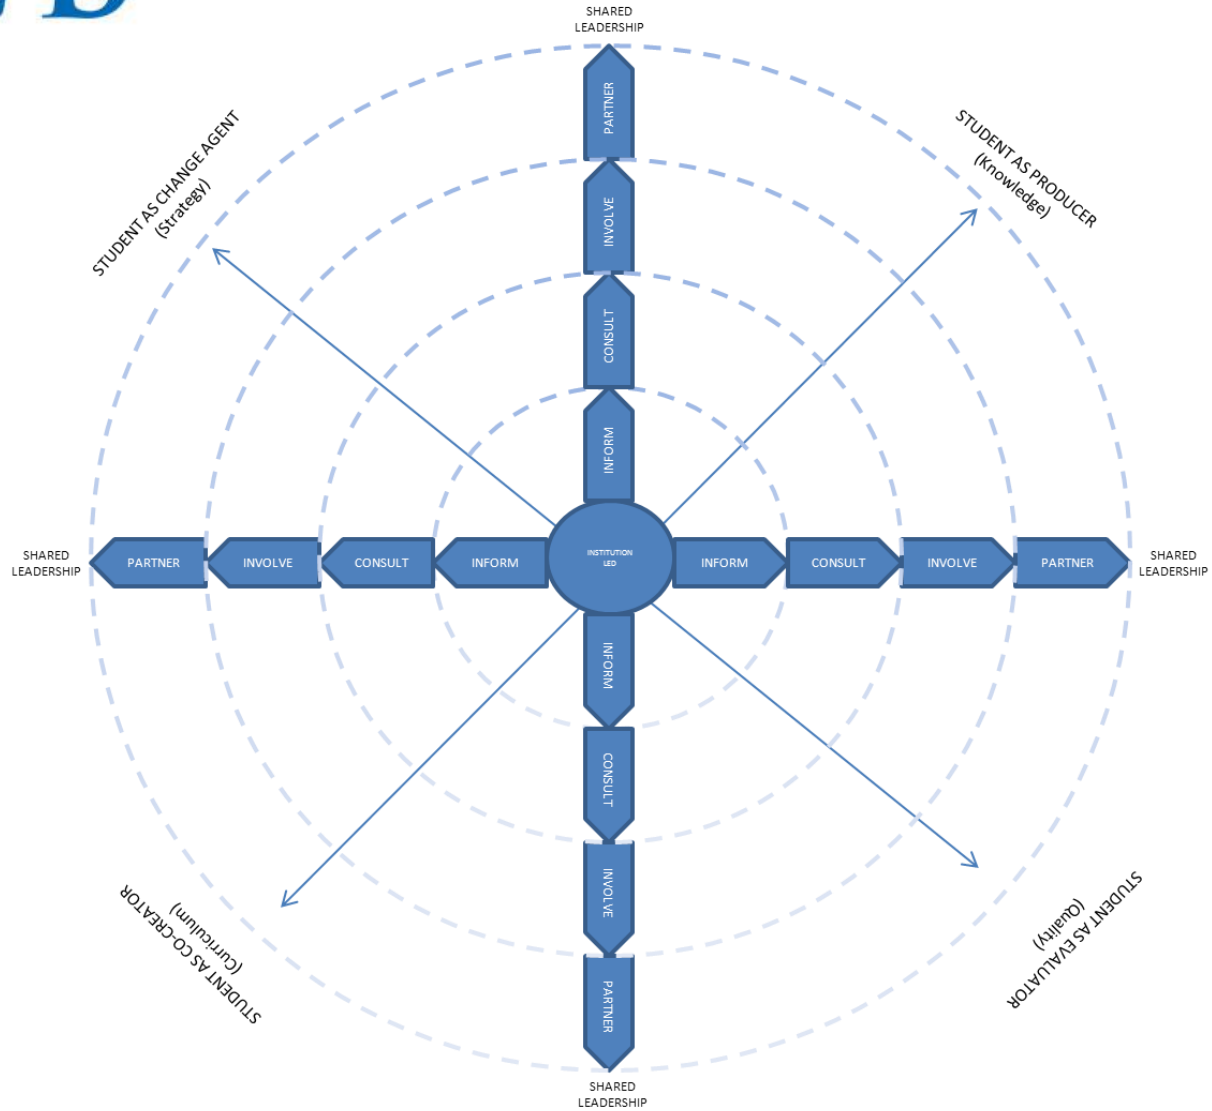 SHARED
LEADERSHIP
PARTNER
INVOLVE
CONSULT
INFORM
STUDENT AS CHANGE AGENT
(Strategy)
STUDENT AS PRODUCER
(Knowledge)
SHARED
LEADERSHIP
PARTNER
INVOLVE
CONSULT
INFORM
INSTITUTION
LED
INFORM
CONSULT
INVOLVE
PARTNER
SHARED
LEADERSHIP
INFORM
CONSULT
INVOLVE
PARTNER
STUDENT AS CO-CREATOR
(Curriculum)
STUDENT AS EVALUATOR
(Quality)
SHARED
LEADERSHIP